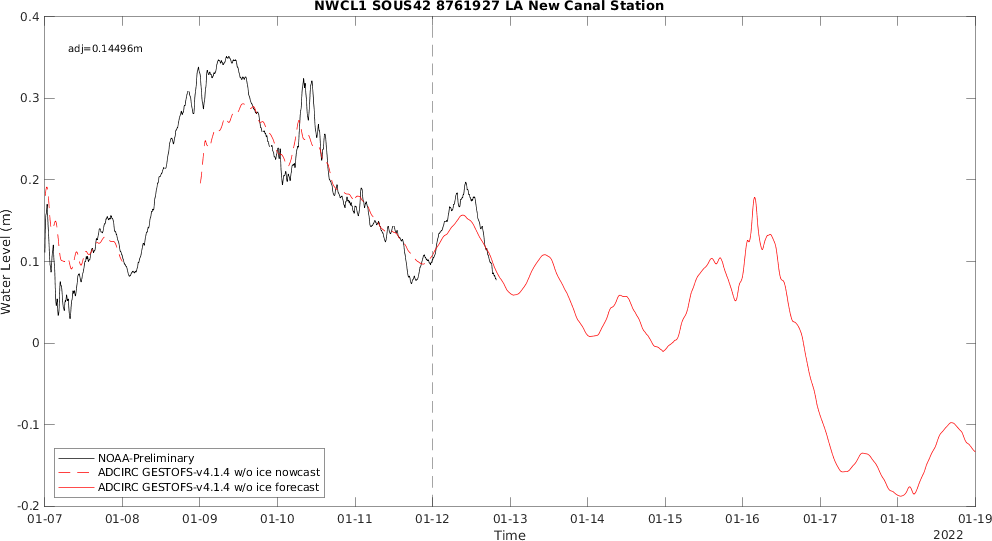 NWCL1 SOUS42 8761927 LA New Canal Station
adj=0.14496m
Water Level (m)
0.4
0.3
0.2
0.1
0
-0.1
-0.2
NOAA-Preliminary
ADCIRC GESTOFS-v4.1.4 w/o ice nowcast
ADCIRC GESTOFS-v4.1.4 w/o ice forecast
01-07 01-08 01-09 01-10 01-11 01-12 01-13 01-14 01-15 01-16 01-17 01-18 01-19
Time
2022